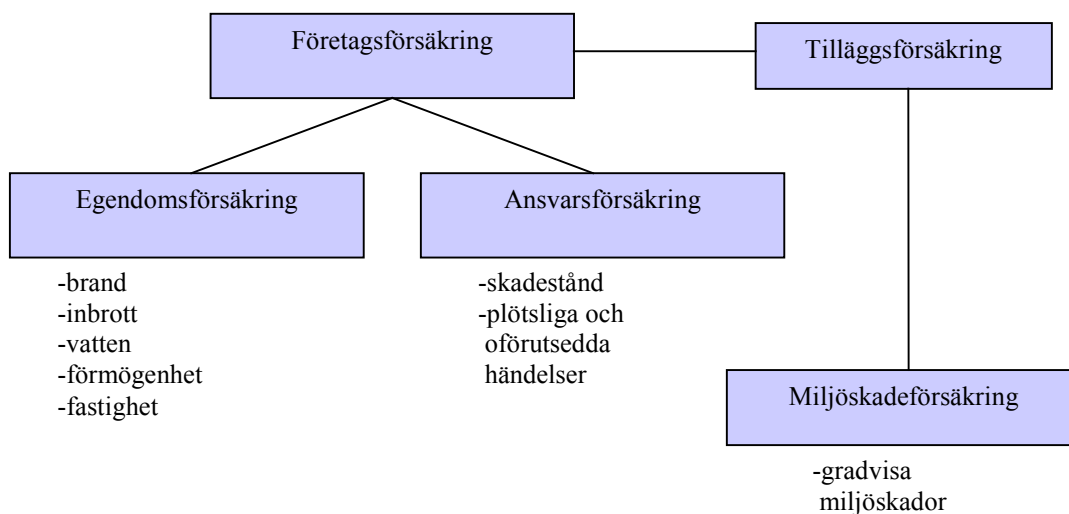 Företagsförsäkring
Tilläggsförsäkring
Egendomsförsäkring
Ansvarsförsäkring
-brand
-inbrott
-vatten
-förmögenhet
-fastighet
-skadestånd
-plötsliga och
oförutsedda
händelser
Miljöskadeförsäkring
-gradvisa
miljöskador